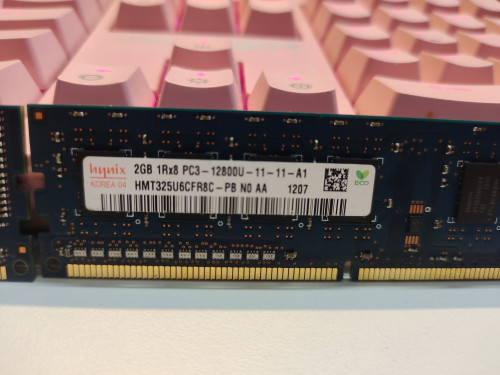 hynix
KOREA 04
2GB 1Rx8 PC3-12800U-11-11-A1
HMT325U6CFR8C-PB N0 AA 1207
eco